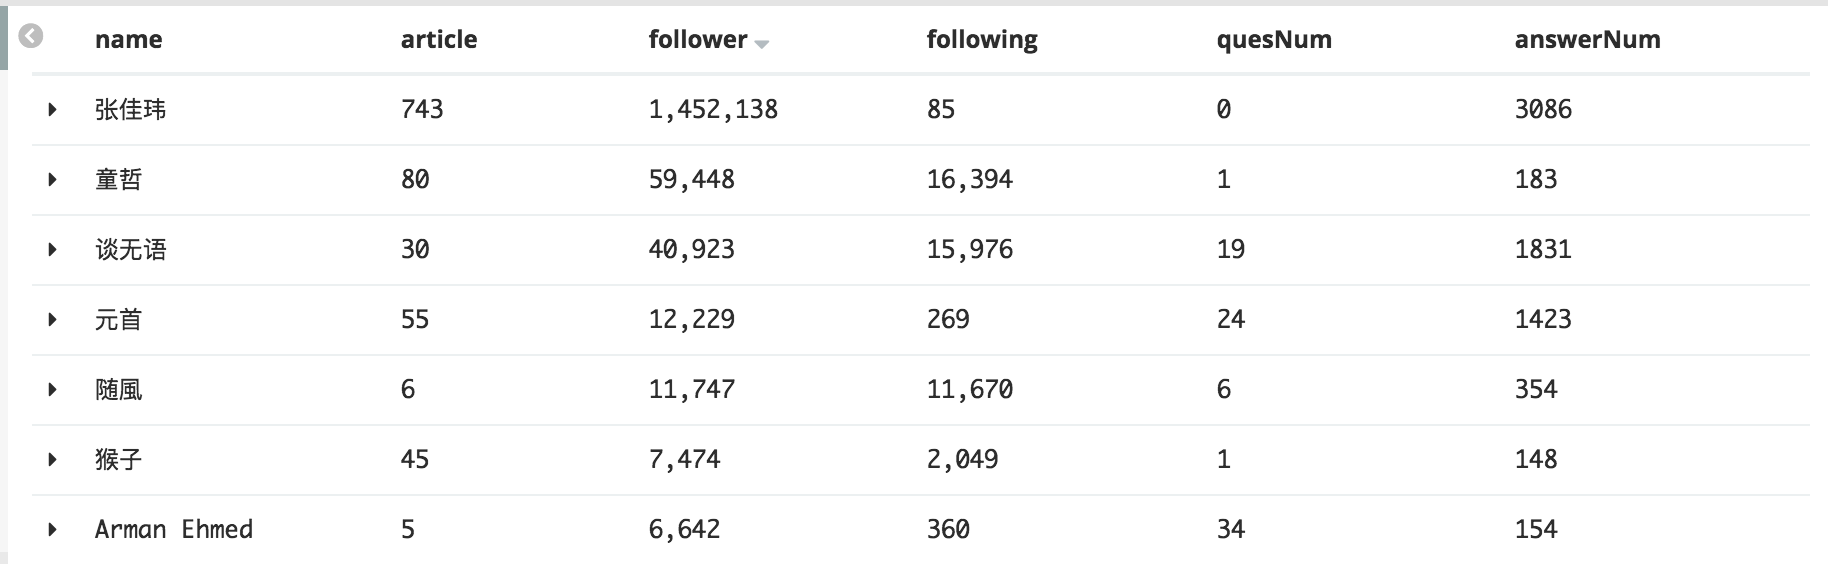 name article follower following quesNum answerNum
张佳玮 743 1,452,138 85 0 3086
童哲 80 59,448 16,394 1 183
谈无语 30 40,923 15,976 19 1831
元首 55 12,229 269 24 1423
随風 6 11,747 11,670 6 354
猴子 45 7,474 2,049 1 148
Arman Ehmed 5 6,642 360 34 154